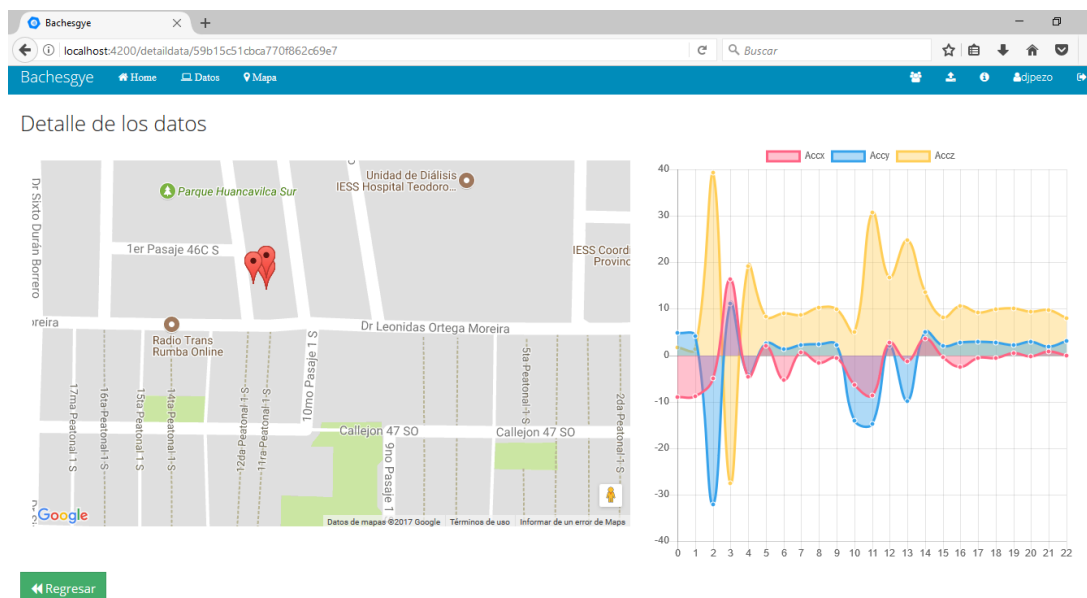 Bachesgye
localhost:4200/detaildata/59b15c51cbca770f862c69e7
Buscar
Bachesgye Home Datos Mapa djpezo
Detalle de los datos
Dr Sixto Durán Borrero
Parque Huancavilca Sur
Unidad de Diálisis
IESS Hospital Teodoro...
1er Pasaje 46C S
IESS Coord
Provinc
oreira
Radio Trans
Rumba Online
Dr Leonidas Ortega Moreira
10mo Pasaje 1 S
5ta Peatonal 1 S
2da Peatonal 1 S
17ma Peatonal 1 S
16ta Peatonal 1 S
15ta Peatonal 1 S
14ta Peatonal 1 S
12da Peatonal 1 S
11ra Peatonal 1 S
Callejon 47 SO
Callejon 47 SO
9no Pasaje 1
Google
Datos de mapas ©2017 Google Términos de uso Informar de un error de Maps
Accx Accy Accz
40
30
20
10
0
-10
-20
-30
-40
0 1 2 3 4 5 6 7 8 9 10 11 12 13 14 15 16 17 18 19 20 21 22
Regresar